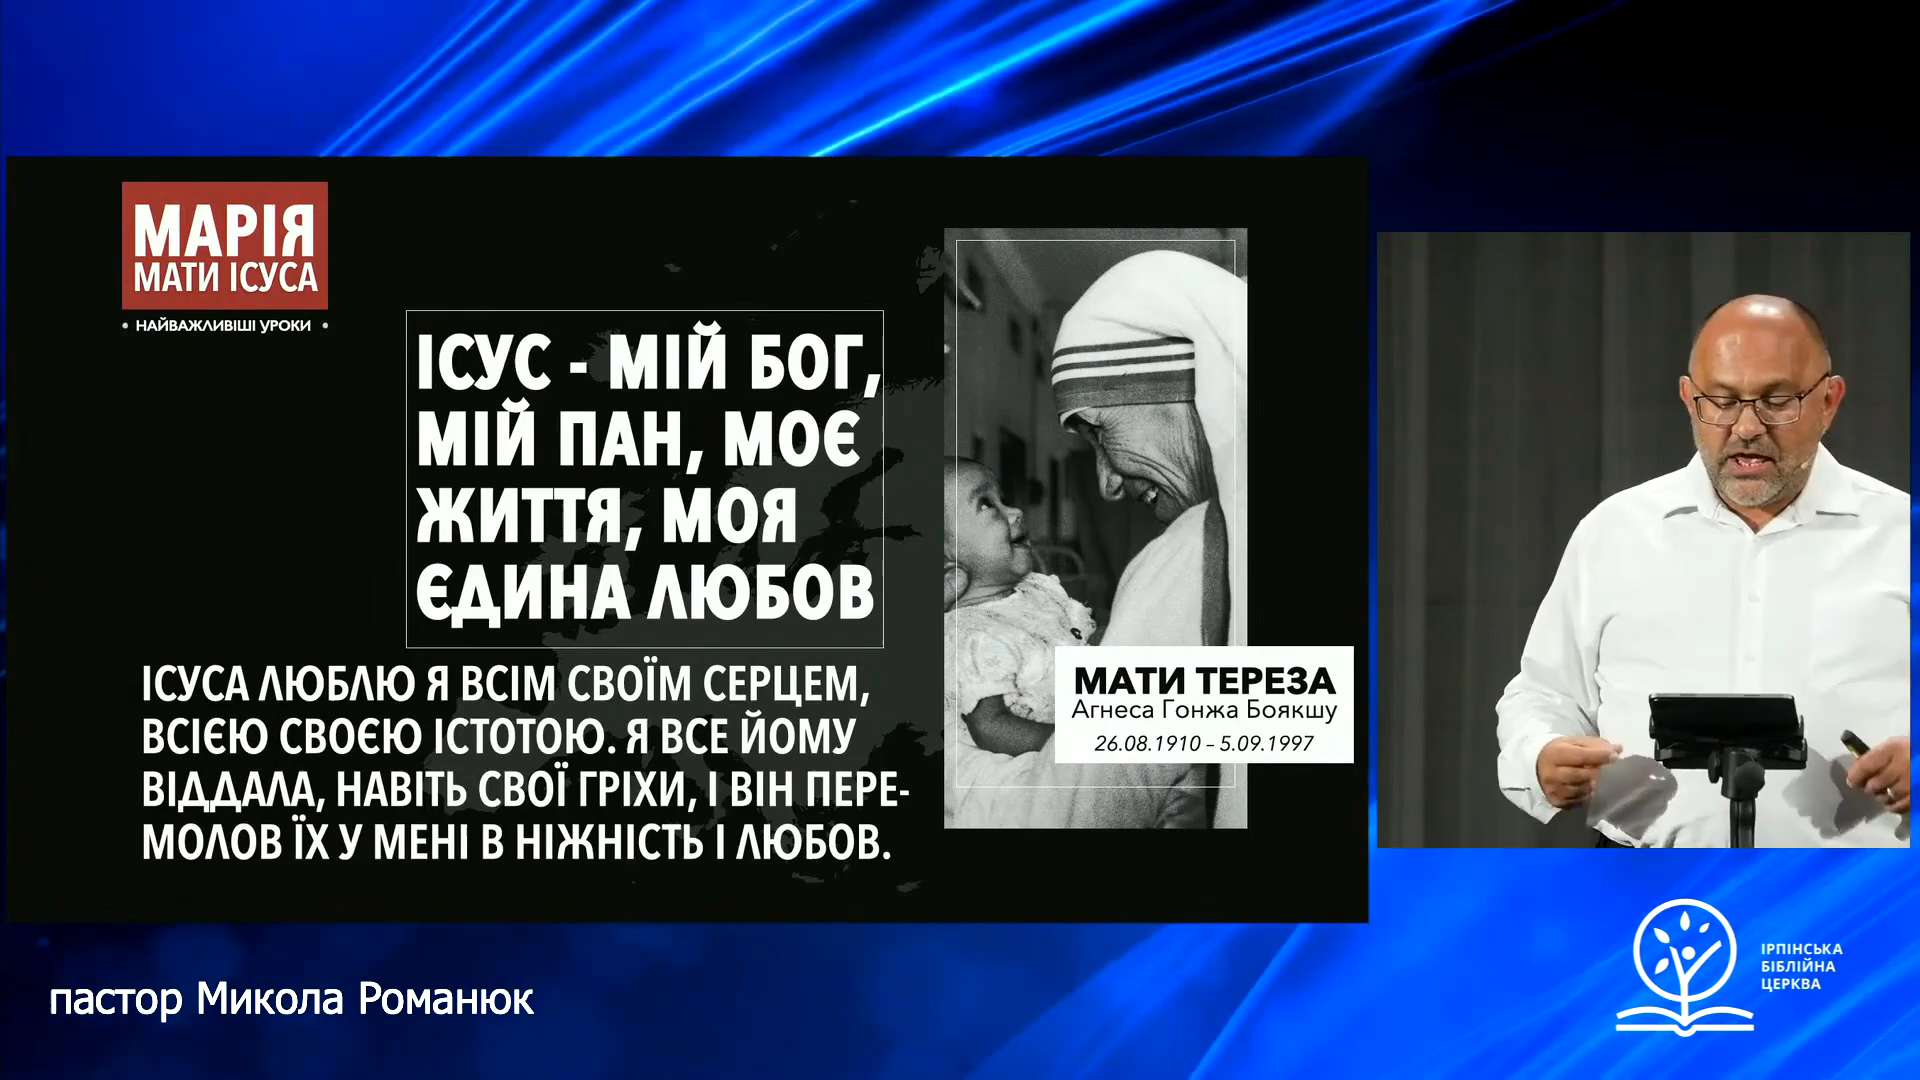 МАРІЯ
МАТИ ІСУСА
• НАЙВАЖЛИВІШІ УРОКИ •
ІСУС - МІЙ БОГ,
МІЙ ПАН, МОЄ
ЖИТТЯ, МОЯ
ЄДИНА ЛЮБОВ
ІСУСА ЛЮБЛЮ Я ВСІМ СВОЇМ СЕРЦЕМ,
ВСІЄЮ СВОЄЮ ІСТОТОЮ. Я ВСЕ ЙОМУ
ВІДДАЛА, НАВІТЬ СВОЇ ГРІХИ, І ВІН ПЕРЕ-
МОЛОВ ЇХ У МЕНІ В НІЖНІСТЬ І ЛЮБОВ.
МАТИ ТЕРЕЗА
Агнеса Гонжа Боякшу
26.08.1910 – 5.09.1997
пастор Микола Романюк
ІРПІНСЬКА
БІБЛІЙНА
ЦЕРКВА